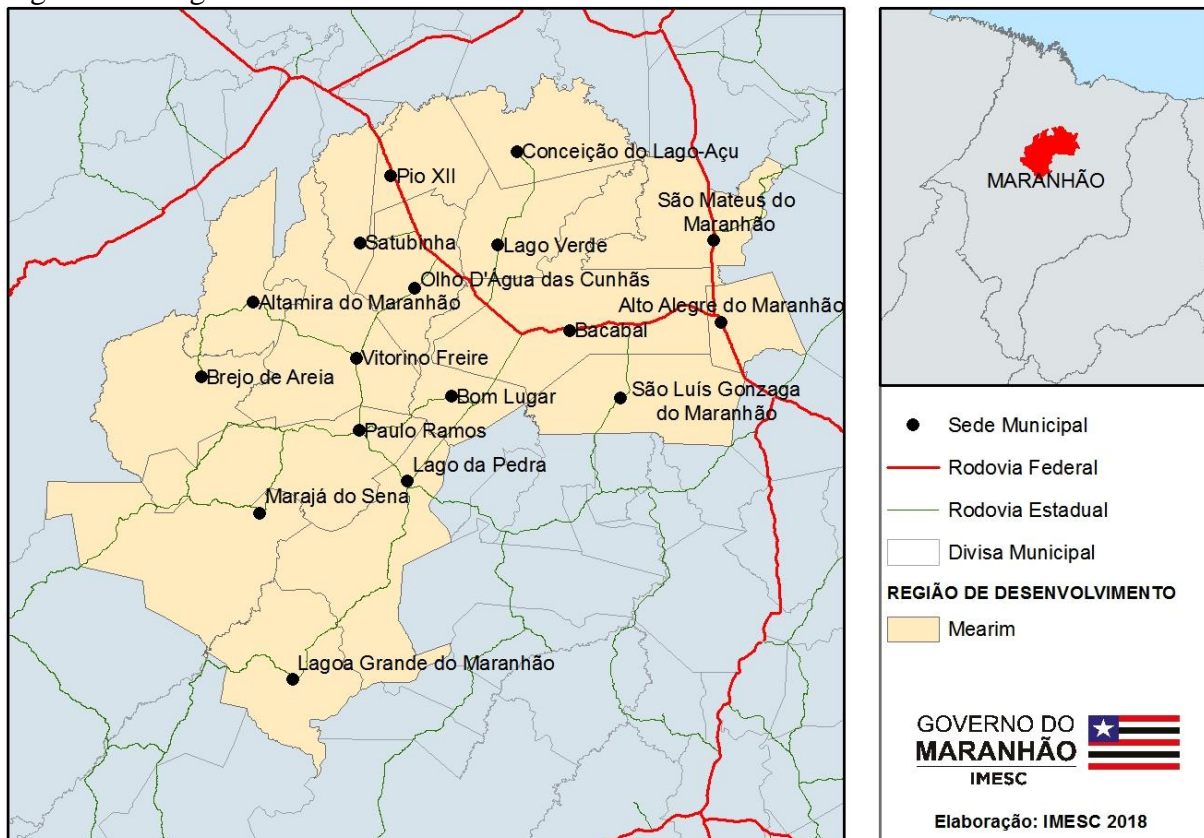 Conceição do Lago-Açu
Pio XII
São Mateus do
Maranhão
Satubinha
Lago Verde
Olho D'Água das Cunhãs
Altamira do Maranhão
Alto Alegre do Maranhão
Bacabal
Vitorino Freire
Brejo de Areia
Bom Lugar
São Luís Gonzaga
do Maranhão
Paulo Ramos
Lago da Pedra
Marajá do Sena
Lagoa Grande do Maranhão
MARANHÃO
Sede Municipal
Rodovia Federal
Rodovia Estadual
Divisa Municipal
REGIÃO DE DESENVOLVIMENTO
Mearim
GOVERNO DO
MARANHÃO
IMESC
Elaboração: IMESC 2018